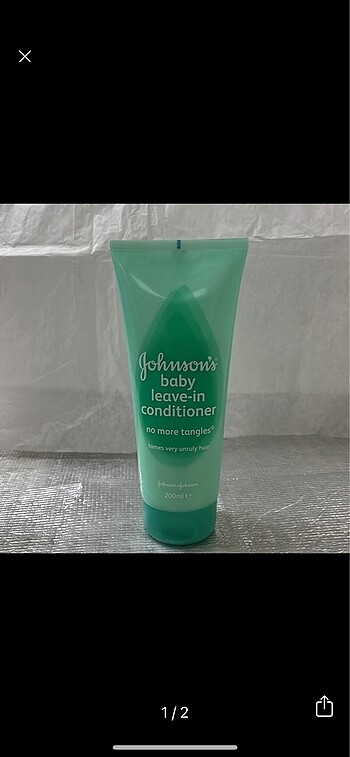 Johnson's®
baby
leave-in
conditioner
no more tangles®
tames very unruly hair
Johnson & Johnson
200ml ℮
1 / 2